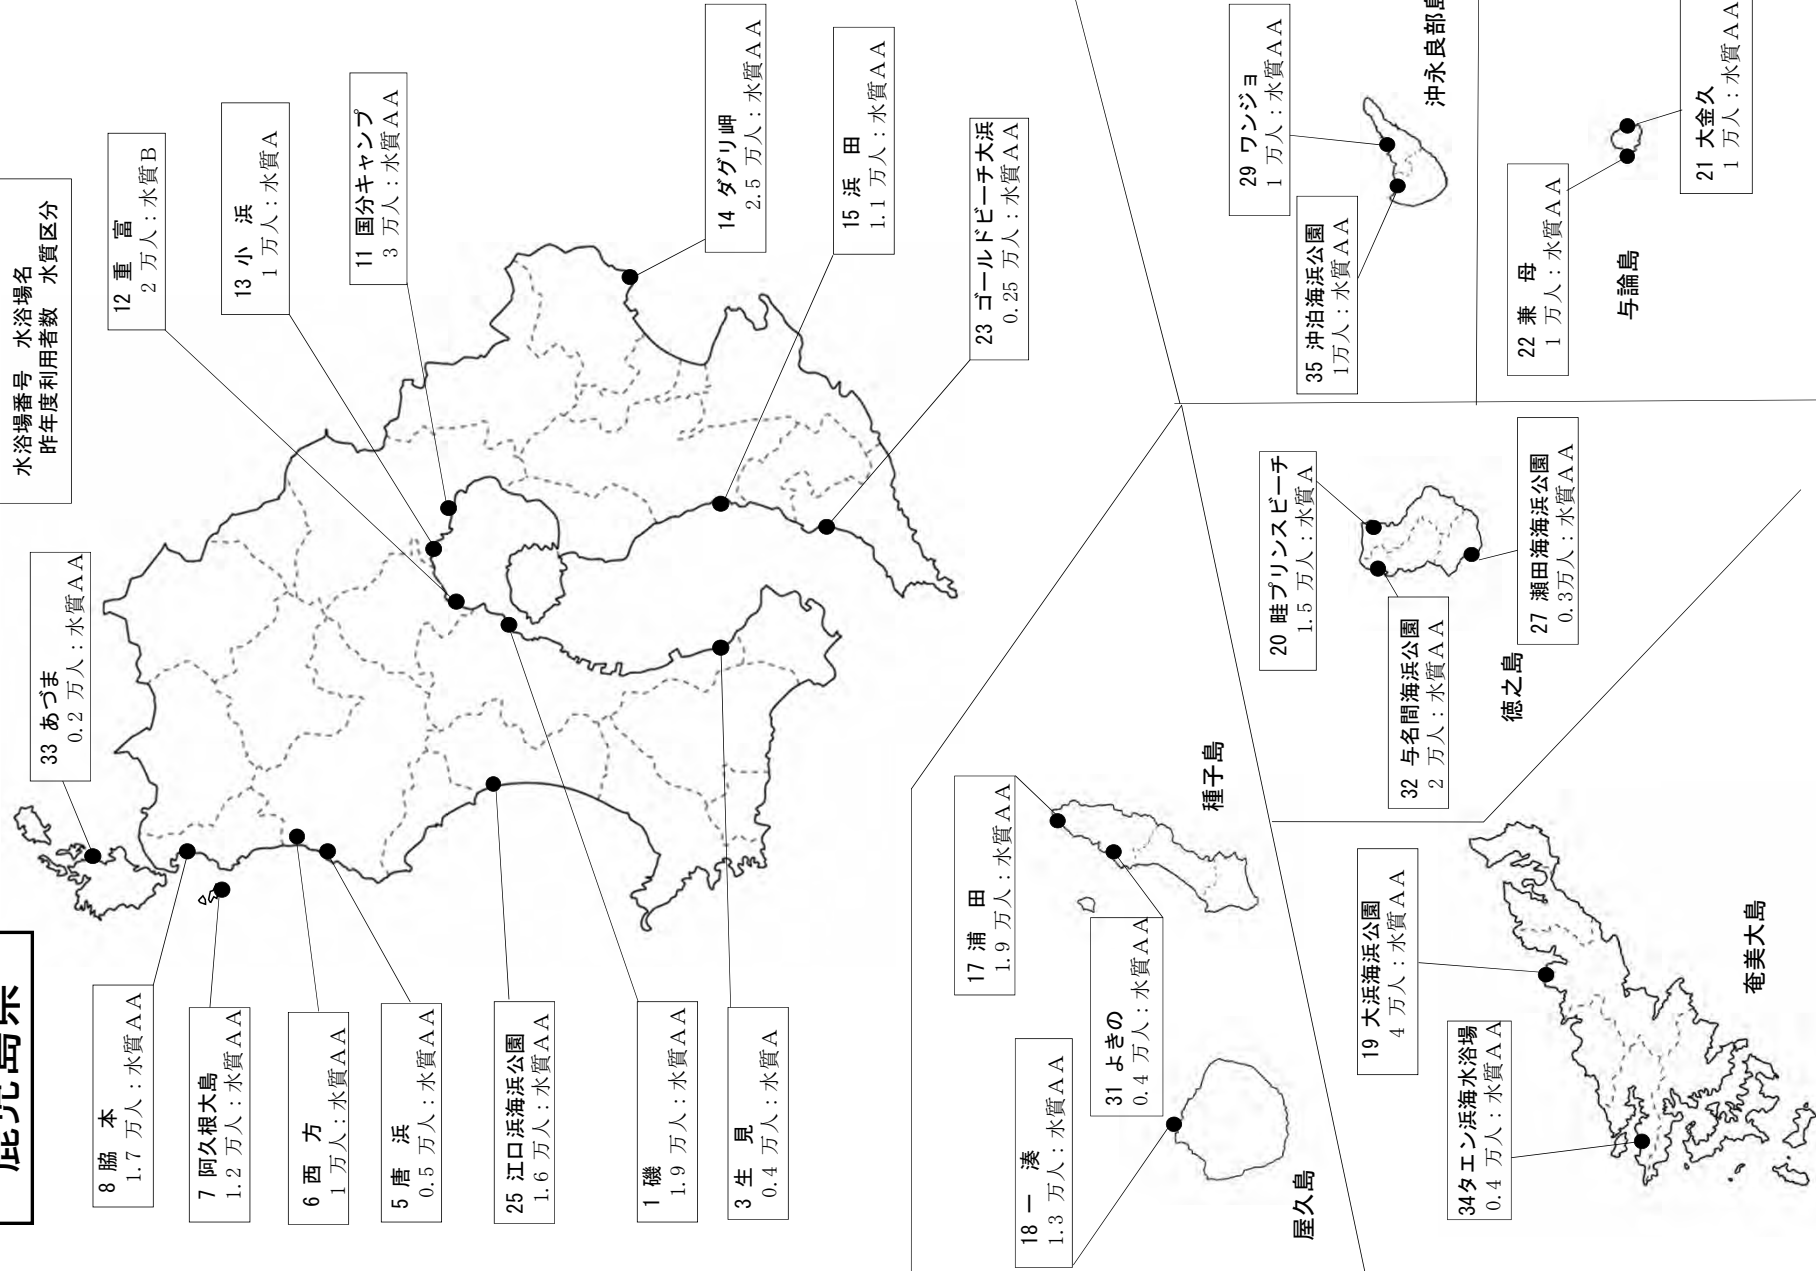 鹿児島県
水浴場番号 水浴場名
昨年度利用者数 水質区分
33 あづま
0.2 万人：水質AA
12 重 富
2 万人：水質B
13 小 浜
1 万人：水質A
11 国分キャンプ
3 万人：水質AA
14 ダグリ岬
2.5 万人：水質AA
15 浜 田
1.1 万人：水質AA
23 ゴールドビーチ大浜
0.25 万人：水質AA
8 脇 本
1.7 万人：水質AA
7 阿久根大島
1.2 万人：水質AA
6 西 方
1 万人：水質AA
5 唐 浜
0.5 万人：水質AA
25 江口浜海浜公園
1.6 万人：水質AA
1 磯
1.9 万人：水質AA
3 生 見
0.4 万人：水質A
17 浦 田
1.9 万人：水質AA
31 よきの
0.4 万人：水質AA
種子島
18 一 湊
1.3 万人：水質AA
屋久島
29 ワンジョ
1 万人：水質AA
35 沖泊海浜公園
1万人：水質AA
沖永良部島
22 兼 母
1 万人：水質AA
21 大金久
1 万人：水質AA
与論島
20 畦プリンスビーチ
1.5 万人：水質A
32 与名間海浜公園
2 万人：水質AA
27 瀬田海海浜公園
0.3万人：水質AA
徳之島
19 大浜海浜公園
4 万人：水質AA
34タエン浜海水浴場
0.4 万人：水質AA
奄美大島